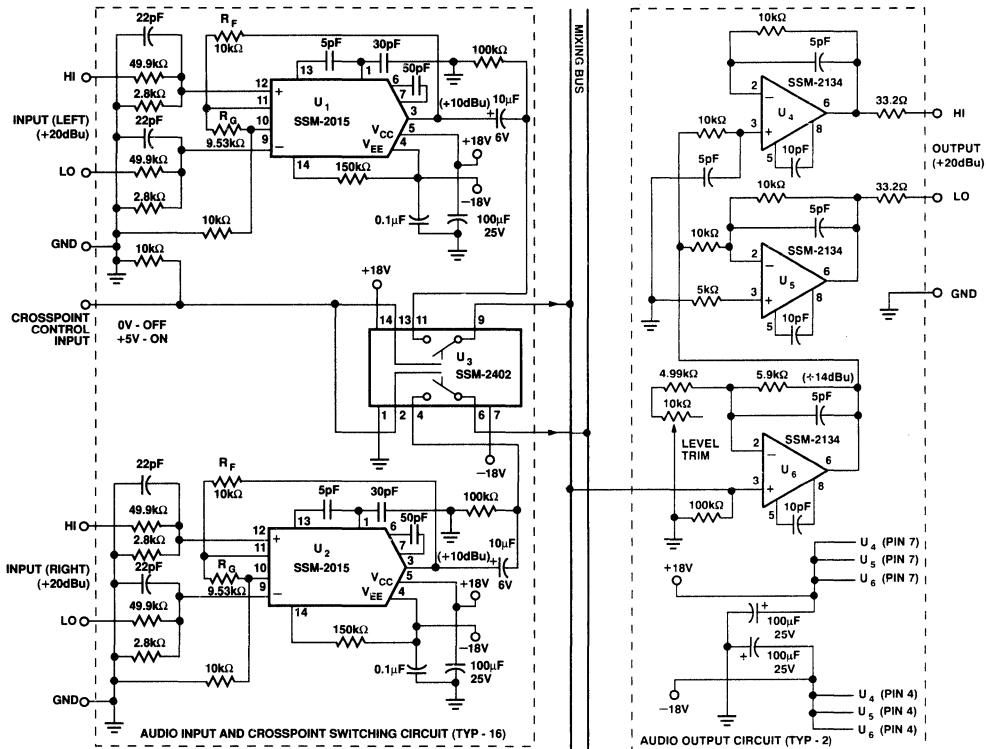 22pF
RF
10kΩ
5pF
30pF
100kΩ
HI
49.9kΩ
2.8kΩ
22pF
INPUT (LEFT)
(+20dBu)
49.9kΩ
LO
2.8kΩ
RG
9.53kΩ
12
11
10
9
13
1
6
50pF
7
U1
SSM-2015
3
(+10dBu)
10µF
6V
VCC
5
VEE
4
14
+18V
–18V
150kΩ
0.1µF
100µF
25V
10kΩ
GND
10kΩ
CROSSPOINT
CONTROL
INPUT
0V - OFF
+5V - ON
+18V
14
13
11
9
U3
SSM-2402
1
2
4
6
7
–18V
22pF
RF
10kΩ
5pF
30pF
100kΩ
HI
49.9kΩ
2.8kΩ
22pF
INPUT (RIGHT)
(+20dBu)
49.9kΩ
LO
2.8kΩ
RG
9.53kΩ
12
11
10
9
13
1
6
50pF
7
U2
SSM-2015
3
(+10dBu)
10µF
6V
VCC
5
VEE
4
14
+18V
–18V
150kΩ
0.1µF
100µF
25V
10kΩ
GND
AUDIO INPUT AND CROSSPOINT SWITCHING CIRCUIT (TYP - 16)
MIXING BUS
10kΩ
5pF
SSM-2134
2
U4
6
3
8
5
10pF
10kΩ
5pF
33.2Ω
HI
OUTPUT
(+20dBu)
10kΩ
5pF
33.2Ω
LO
10kΩ
SSM-2134
2
U5
6
5kΩ
3
8
5
10pF
GND
4.99kΩ
5.9kΩ
(+14dBu)
10kΩ
5pF
LEVEL
TRIM
SSM-2134
2
U6
6
3
8
100kΩ
5
10pF
+18V
U4 (PIN 7)
U5 (PIN 7)
U6 (PIN 7)
100µF
25V
100µF
25V
–18V
U4 (PIN 4)
U5 (PIN 4)
U6 (PIN 4)
AUDIO OUTPUT CIRCUIT (TYP - 2)